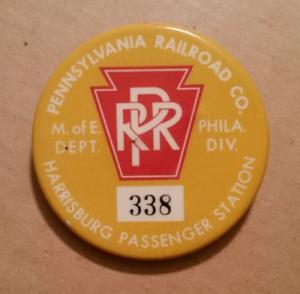 PENNSYLVANIA RAILROAD CO.
PRR
M. of E. PHILA.
DEPT. DIV.
338
HARRISBURG PASSENGER STATION